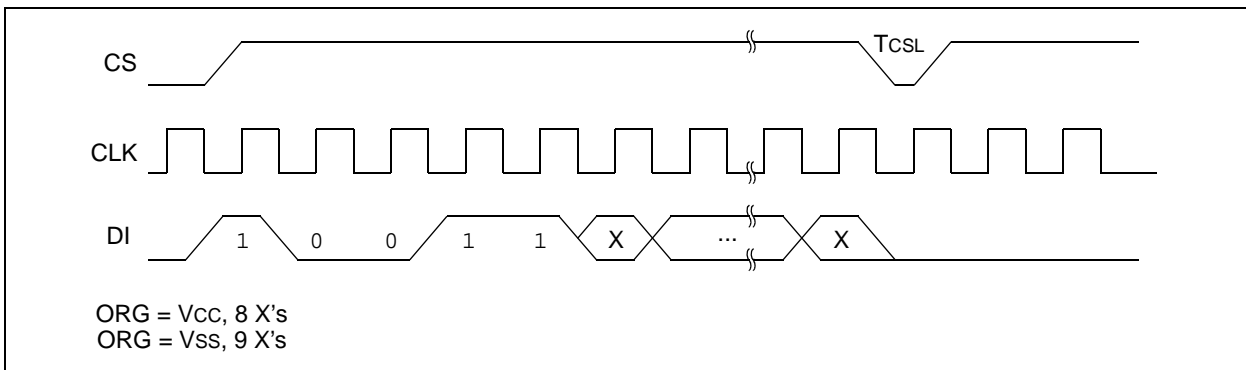 CS
TCSL
CLK
DI
1 0 0 1 1 X ... X
ORG = VCC, 8 X's
ORG = VSS, 9 X's